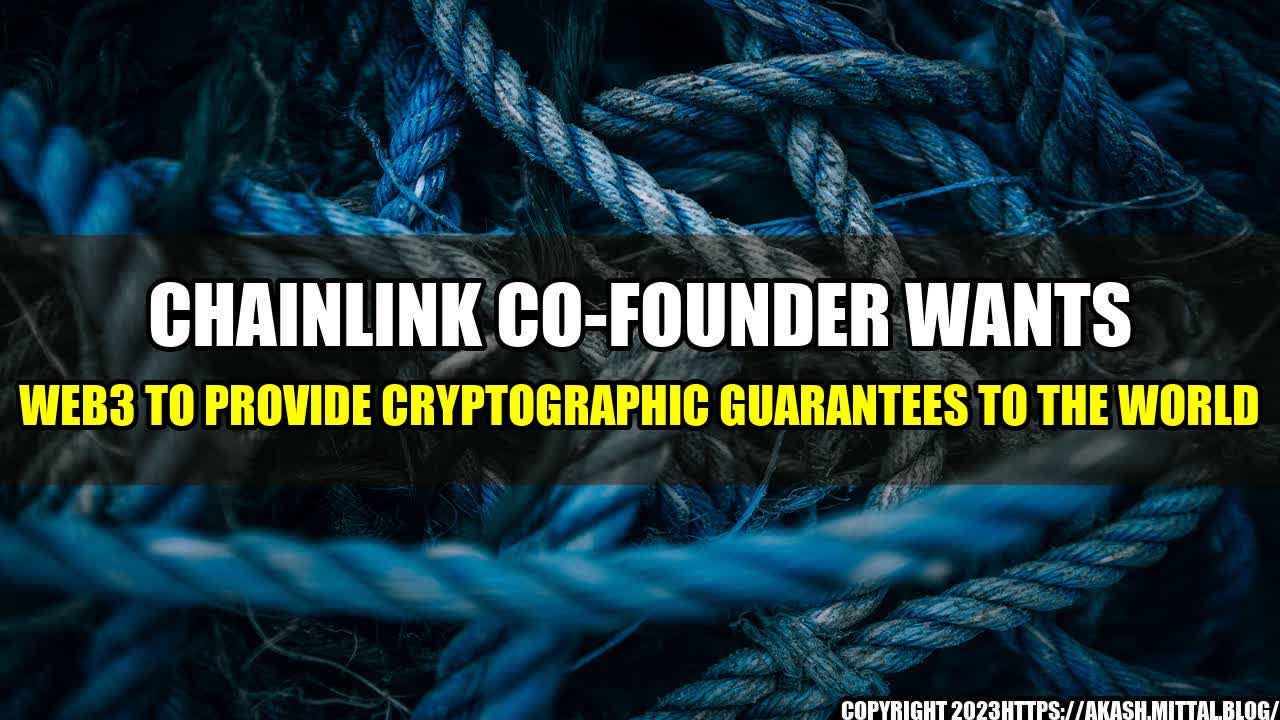 CHAINLINK CO-FOUNDER WANTS
WEB3 TO PROVIDE CRYPTOGRAPHIC GUARANTEES TO THE WORLD
COPYRIGHT 2023HTTPS://AKASH.MITTAL.BLOG/